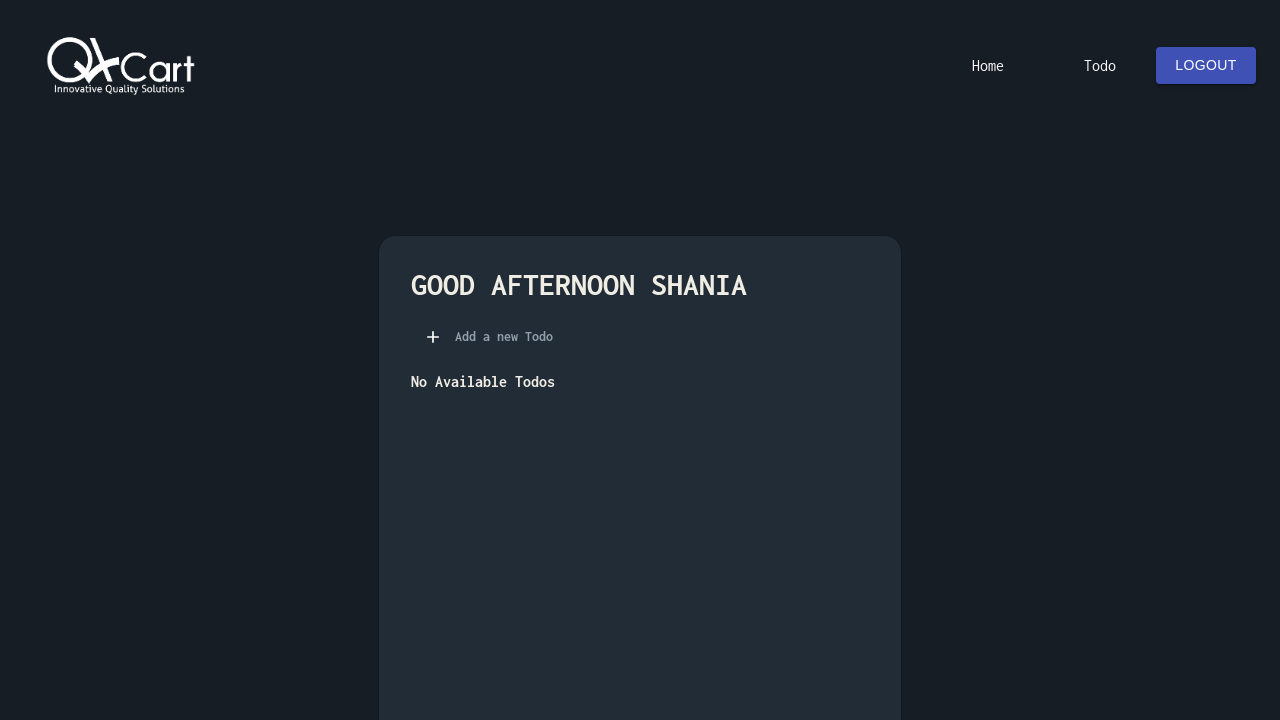 QACart
Innovative Quality Solutions
Home
Todo
LOGOUT
GOOD AFTERNOON SHANIA
Add a new Todo
No Available Todos